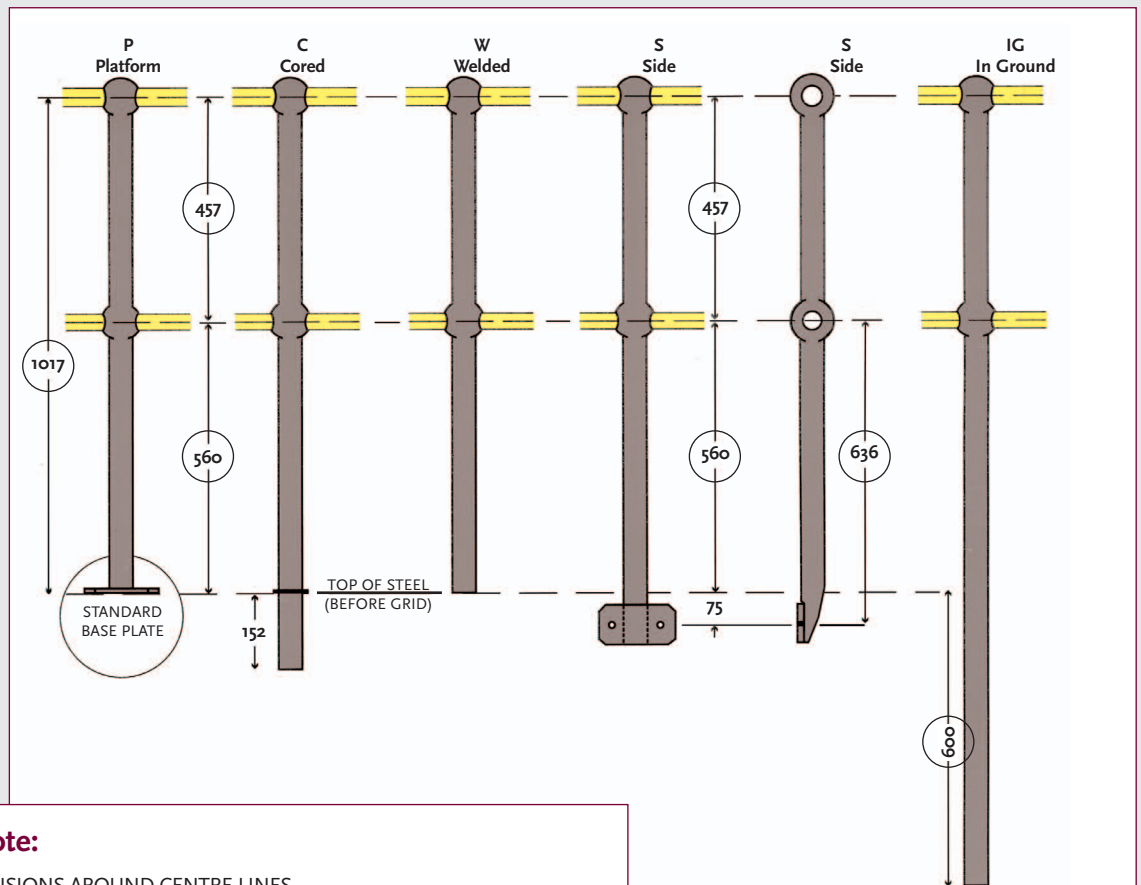 P
Platform
C
Cored
W
Welded
S
Side
S
Side
IG
In Ground
457
457
1017
560
560
636
STANDARD
BASE PLATE
TOP OF STEEL
(BEFORE GRID)
152
75
600
ote:
ISIONS AROUND CENTRE LINES